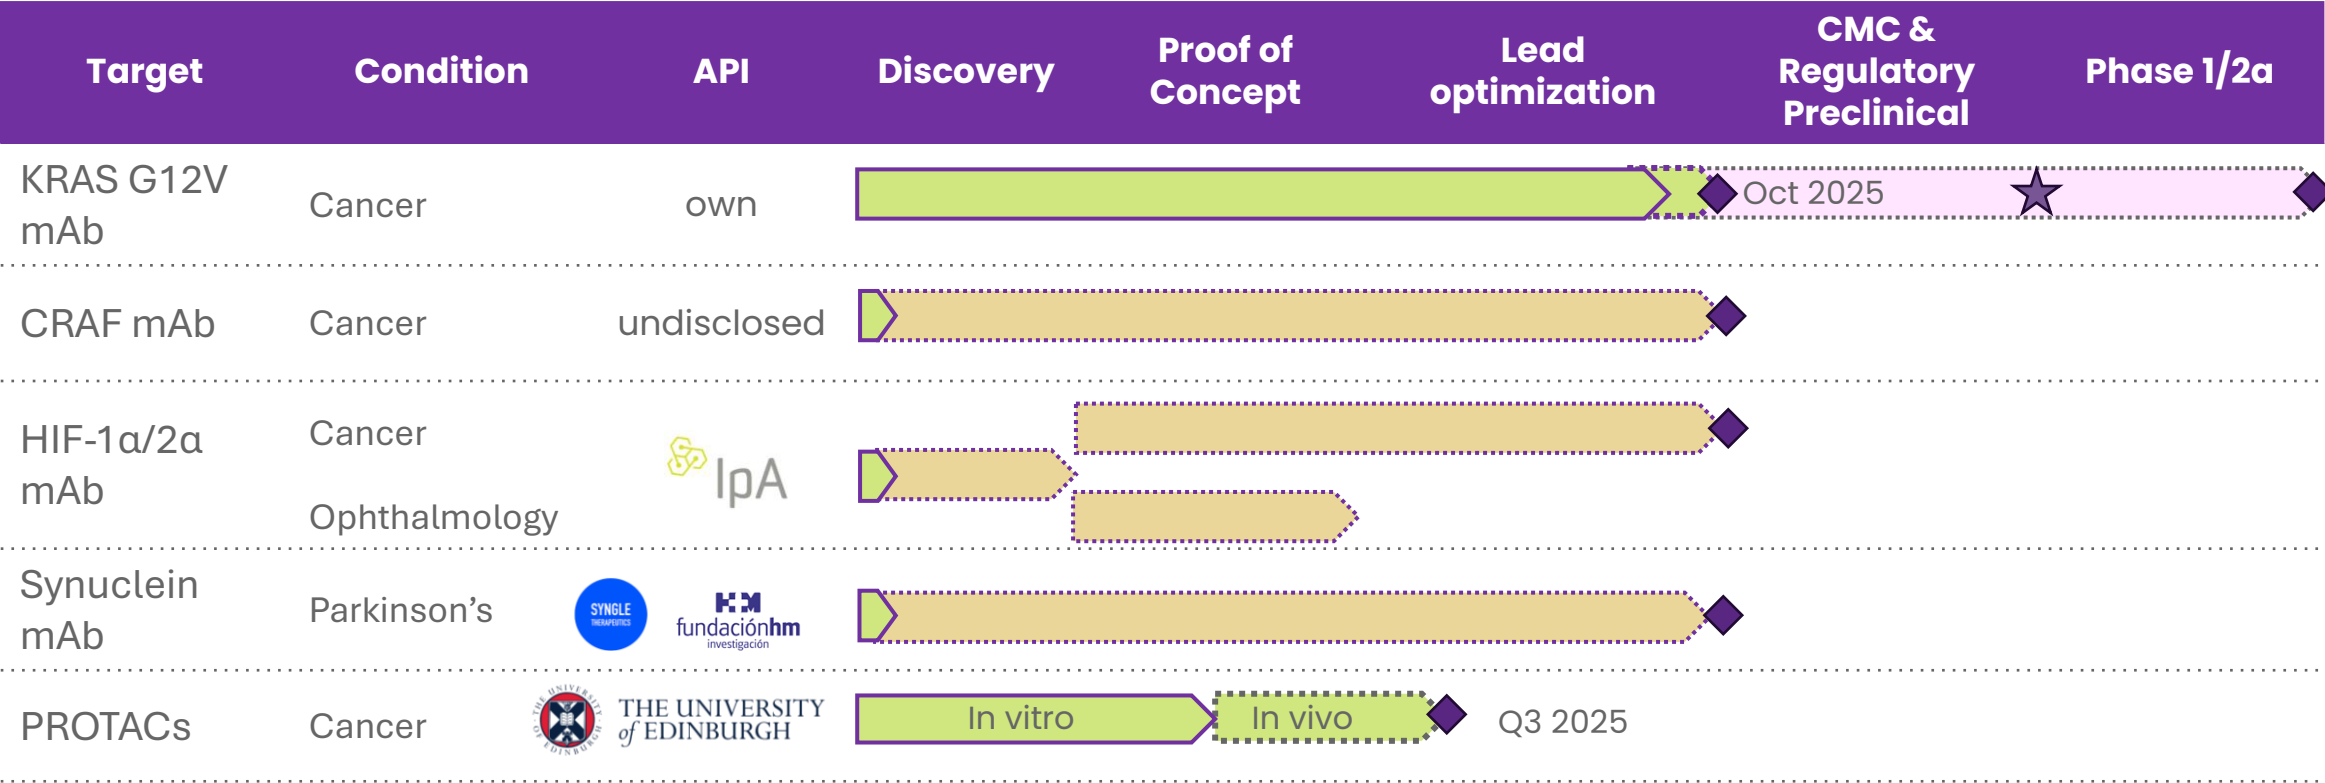 Target
Condition
API
Discovery
Proof of
Concept
Lead
optimization
CMC &
Regulatory
Preclinical
Phase 1/2a
KRAS G12V
mAb
Cancer
own
Oct 2025
CRAF mAb
Cancer
undisclosed
HIF-1α/2α
mAb
Cancer
Ophthalmology
IpA
Synuclein
mAb
Parkinson’s
SYNGLE
THERAPEUTICS
fundaciónhm
investigación
PROTACs
Cancer
THE UNIVERSITY
of EDINBURGH
In vitro
In vivo
Q3 2025